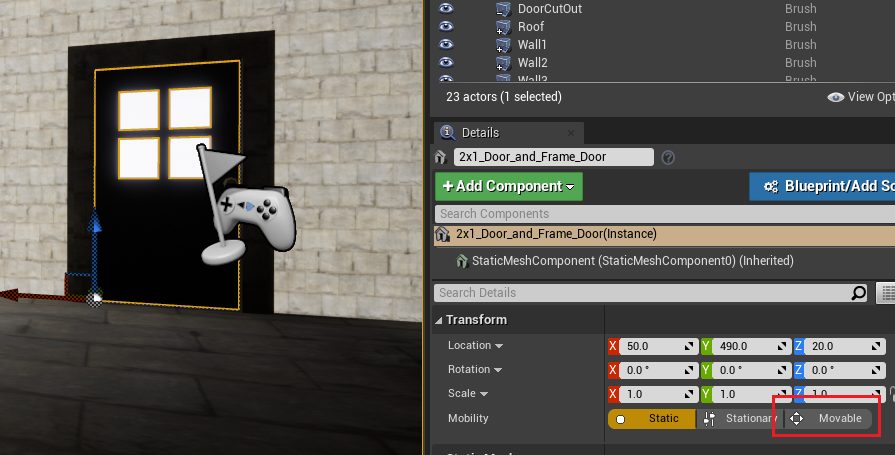 DoorCutOut Brush
Roof Brush
Wall1 Brush
Wall2 Brush
Wall3 Brush
23 actors (1 selected) View Opt
Details
2x1_Door_and_Frame_Door
+Add Component Blueprint/Add Sc
Search Components
2x1_Door_and_Frame_Door(Instance)
StaticMeshComponent (StaticMeshComponent0) (Inherited)
Search Details
Transform
Location X 50.0 Y 490.0 Z 20.0
Rotation X 0.0 ° Y 0.0 ° Z 0.0 °
Scale X 1.0 Y 1.0 Z 1.0
Mobility Static Stationary Movable